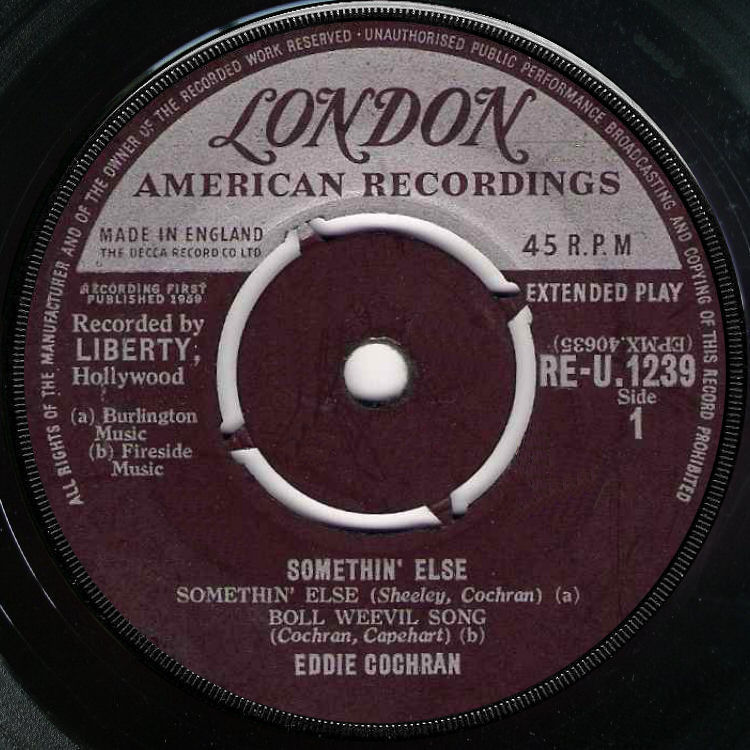 ALL RIGHTS OF THE MANUFACTURER AND OF THE OWNER OF THE RECORDED WORK RESERVED · UNAUTHORISED PUBLIC PERFORMANCE BROADCASTING AND COPYING OF THIS RECORD PROHIBITED
LONDON
AMERICAN RECORDINGS
MADE IN ENGLAND
THE DECCA RECORD CO LTD
45 R.P.M
RECORDING FIRST
PUBLISHED 1959
EXTENDED PLAY
Recorded by
LIBERTY,
Hollywood
(EPMX.40635)
RE-U.1239
Side
1
(a) Burlington
Music
(b) Fireside
Music
SOMETHIN' ELSE
SOMETHIN' ELSE (Sheeley, Cochran) (a)
BOLL WEEVIL SONG
(Cochran, Capehart) (b)
EDDIE COCHRAN